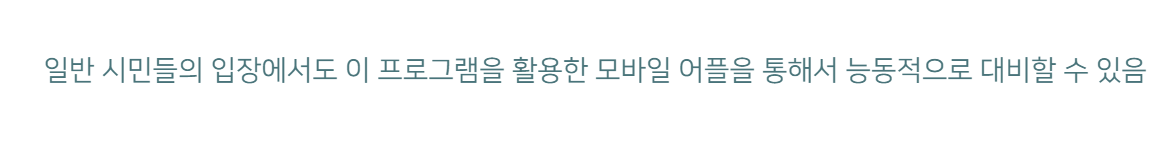 일반 시민들의 입장에서도 이 프로그램을 활용한 모바일 어플을 통해서 능동적으로 대비할 수 있음